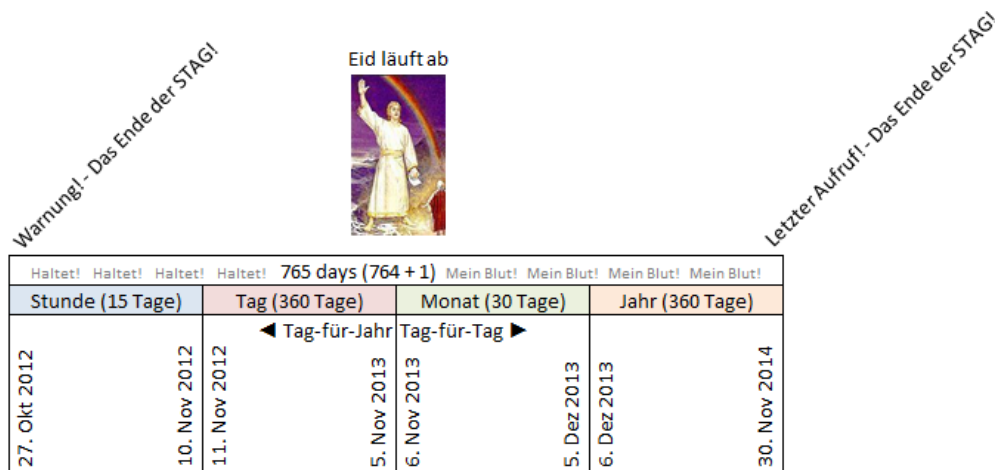 Warnung! - Das Ende der STAG!
Eid läuft ab
Letzter Aufruf! - Das Ende der STAG!
Haltet! Haltet! Haltet! Haltet! 765 days (764 + 1) Mein Blut! Mein Blut! Mein Blut! Mein Blut!
Stunde (15 Tage) Tag (360 Tage) Monat (30 Tage) Jahr (360 Tage)
◄ Tag-für-Jahr Tag-für-Tag ►
27. Okt 2012 10. Nov 2012 11. Nov 2012 5. Nov 2013 6. Nov 2013 5. Dez 2013 6. Dez 2013 30. Nov 2014